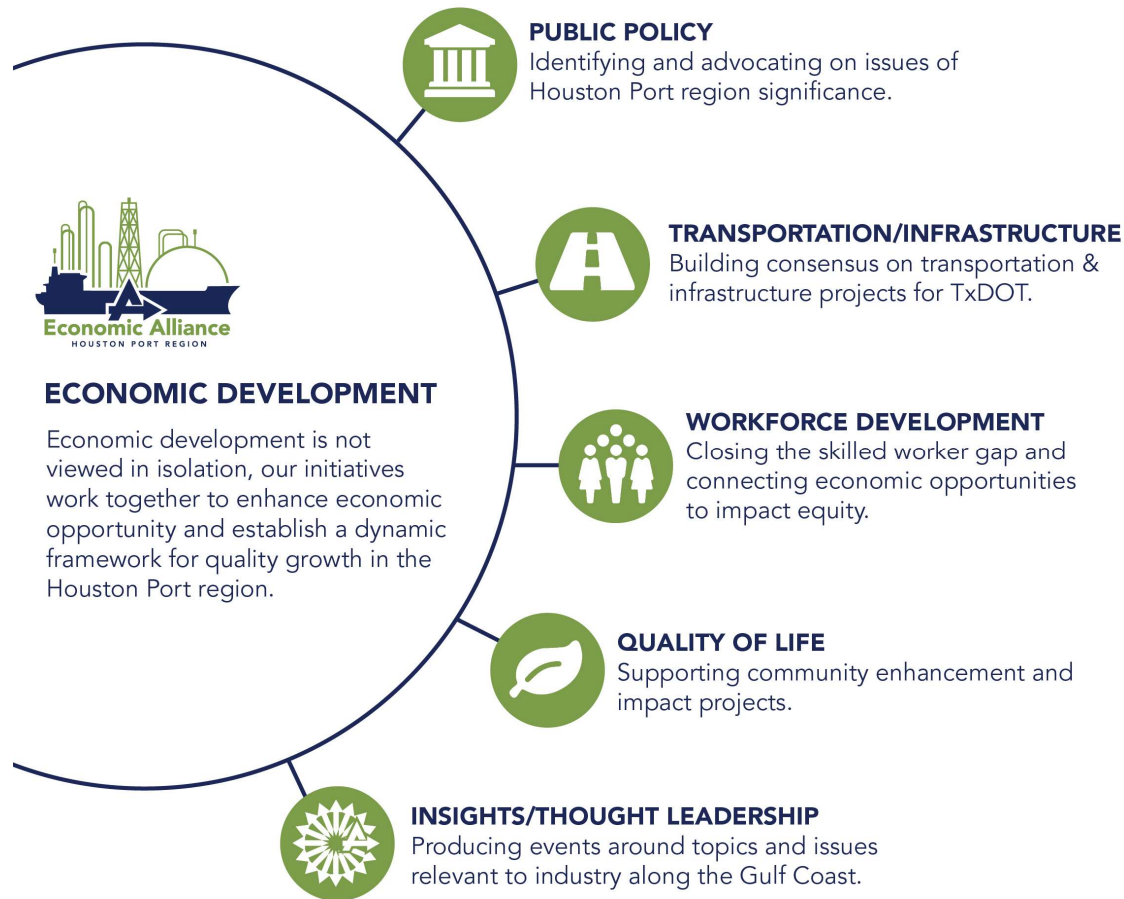 Economic Alliance
HOUSTON PORT REGION
ECONOMIC DEVELOPMENT
Economic development is not
viewed in isolation, our initiatives
work together to enhance economic
opportunity and establish a dynamic
framework for quality growth in the
Houston Port region.
PUBLIC POLICY
Identifying and advocating on issues of
Houston Port region significance.
TRANSPORTATION/INFRASTRUCTURE
Building consensus on transportation &
infrastructure projects for TxDOT.
WORKFORCE DEVELOPMENT
Closing the skilled worker gap and
connecting economic opportunities
to impact equity.
QUALITY OF LIFE
Supporting community enhancement and
impact projects.
INSIGHTS/THOUGHT LEADERSHIP
Producing events around topics and issues
relevant to industry along the Gulf Coast.